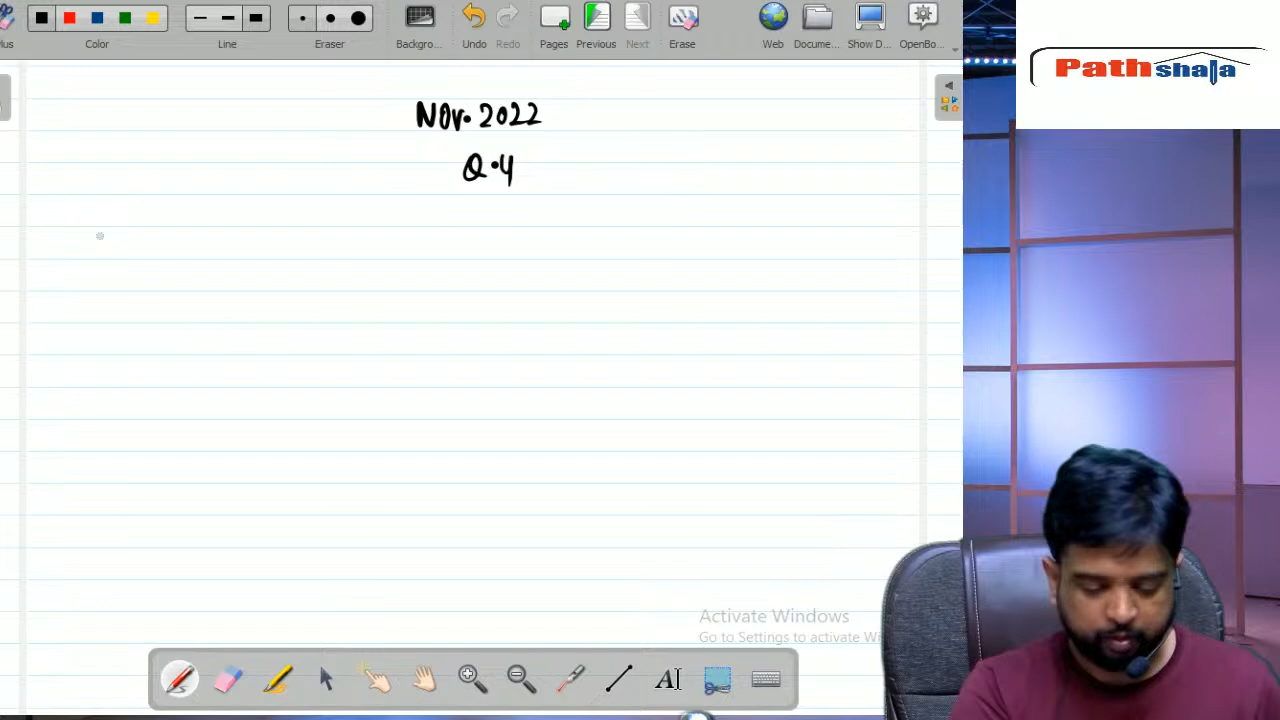 lus
Color
Line
Eraser
Backgro...
Undo
Redo
Pages
Previous
Next
Erase
Web
Docume...
Show D...
OpenBo...
Pathshala
Nov. 2022
Q.4
Activate Windows
Go to Settings to activate Wi
A